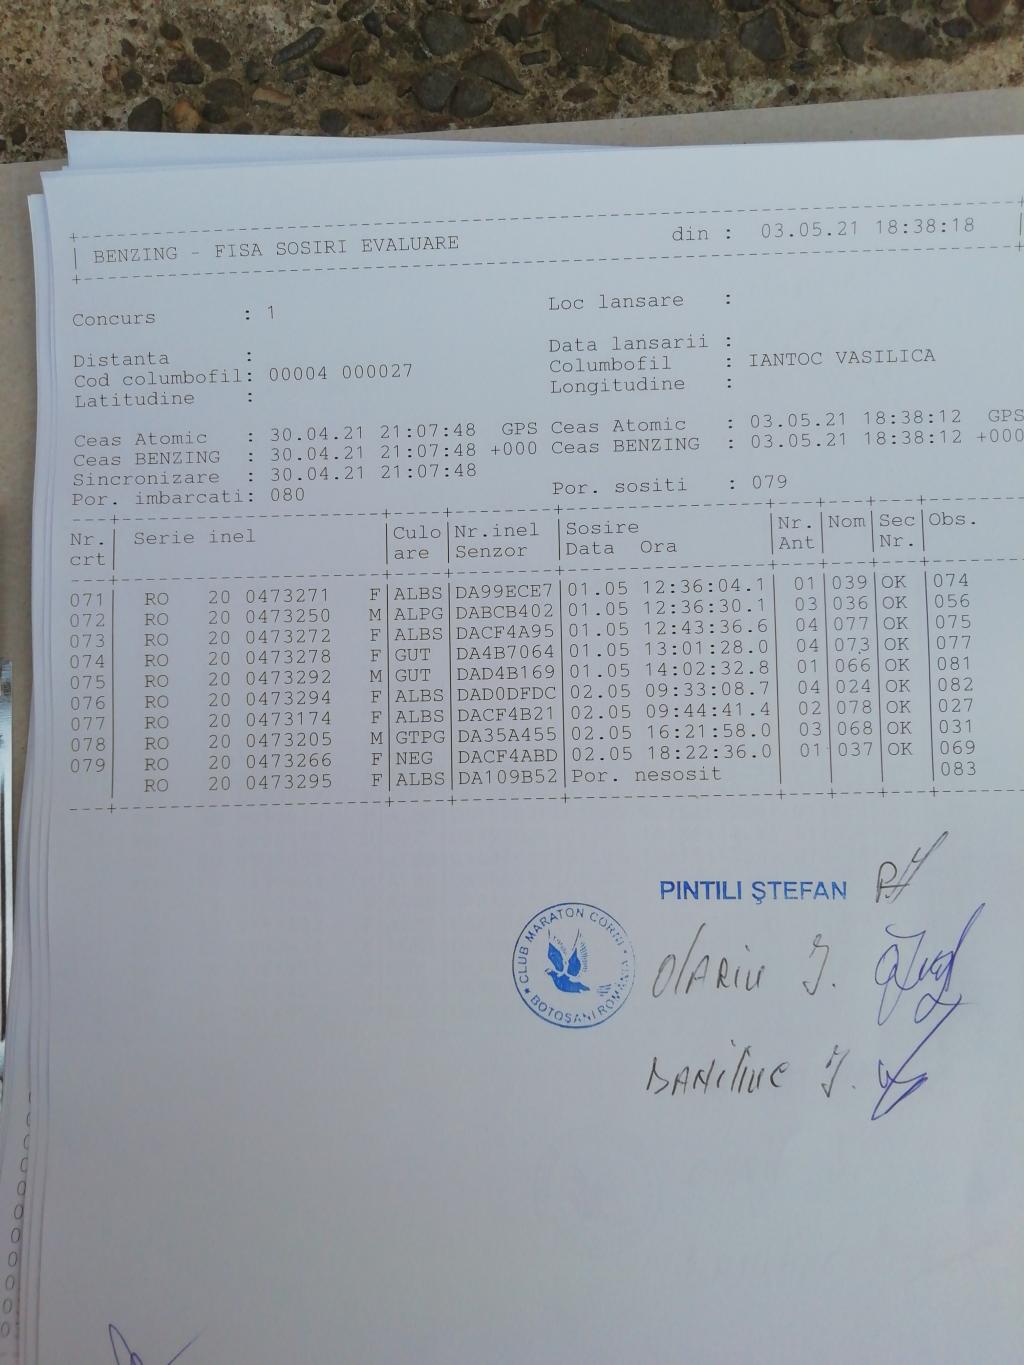 BENZING - FISA SOSIRI EVALUARE din : 03.05.21 18:38:18
Concurs : 1 Loc lansare :
Distanta : Data lansarii :
Cod columbofil: 00004 000027 Columbofil : IANTOC VASILICA
Latitudine : Longitudine :
Ceas Atomic : 30.04.21 21:07:48 GPS Ceas Atomic : 03.05.21 18:38:12 GPS
Ceas BENZING : 30.04.21 21:07:48 +000 Ceas BENZING : 03.05.21 18:38:12 +000
Sincronizare : 30.04.21 21:07:48
Por. imbarcati: 080 Por. sositi : 079
Nr. Serie inel Culo Nr.inel Sosire Nr. Nom Sec Obs.
crt are Senzor Data Ora Ant Nr.
071 RO 20 0473271 F ALBS DA99ECE7 01.05 12:36:04.1 01 039 OK 074
072 RO 20 0473250 M ALPG DABCB402 01.05 12:36:30.1 03 036 OK 056
073 RO 20 0473272 F ALBS DACF4A95 01.05 12:43:36.6 04 077 OK 075
074 RO 20 0473278 F GUT DA4B7064 01.05 13:01:28.0 04 073 OK 077
075 RO 20 0473292 M GUT DAD4B169 01.05 14:02:32.8 01 066 OK 081
076 RO 20 0473294 F ALBS DAD0DFDC 02.05 09:33:08.7 04 024 OK 082
077 RO 20 0473174 F ALBS DACF4B21 02.05 09:44:41.4 02 078 OK 027
078 RO 20 0473205 M GTPG DA35A455 02.05 16:21:58.0 03 068 OK 031
079 RO 20 0473266 F NEG DACF4ABD 02.05 18:22:36.0 01 037 OK 069
RO 20 0473295 F ALBS DA109B52 Por. nesosit 083
PINTILI ŞTEFAN
CLUB MARATON CORNI
BOTOŞANI ROMÂNIA
OlARiu J.